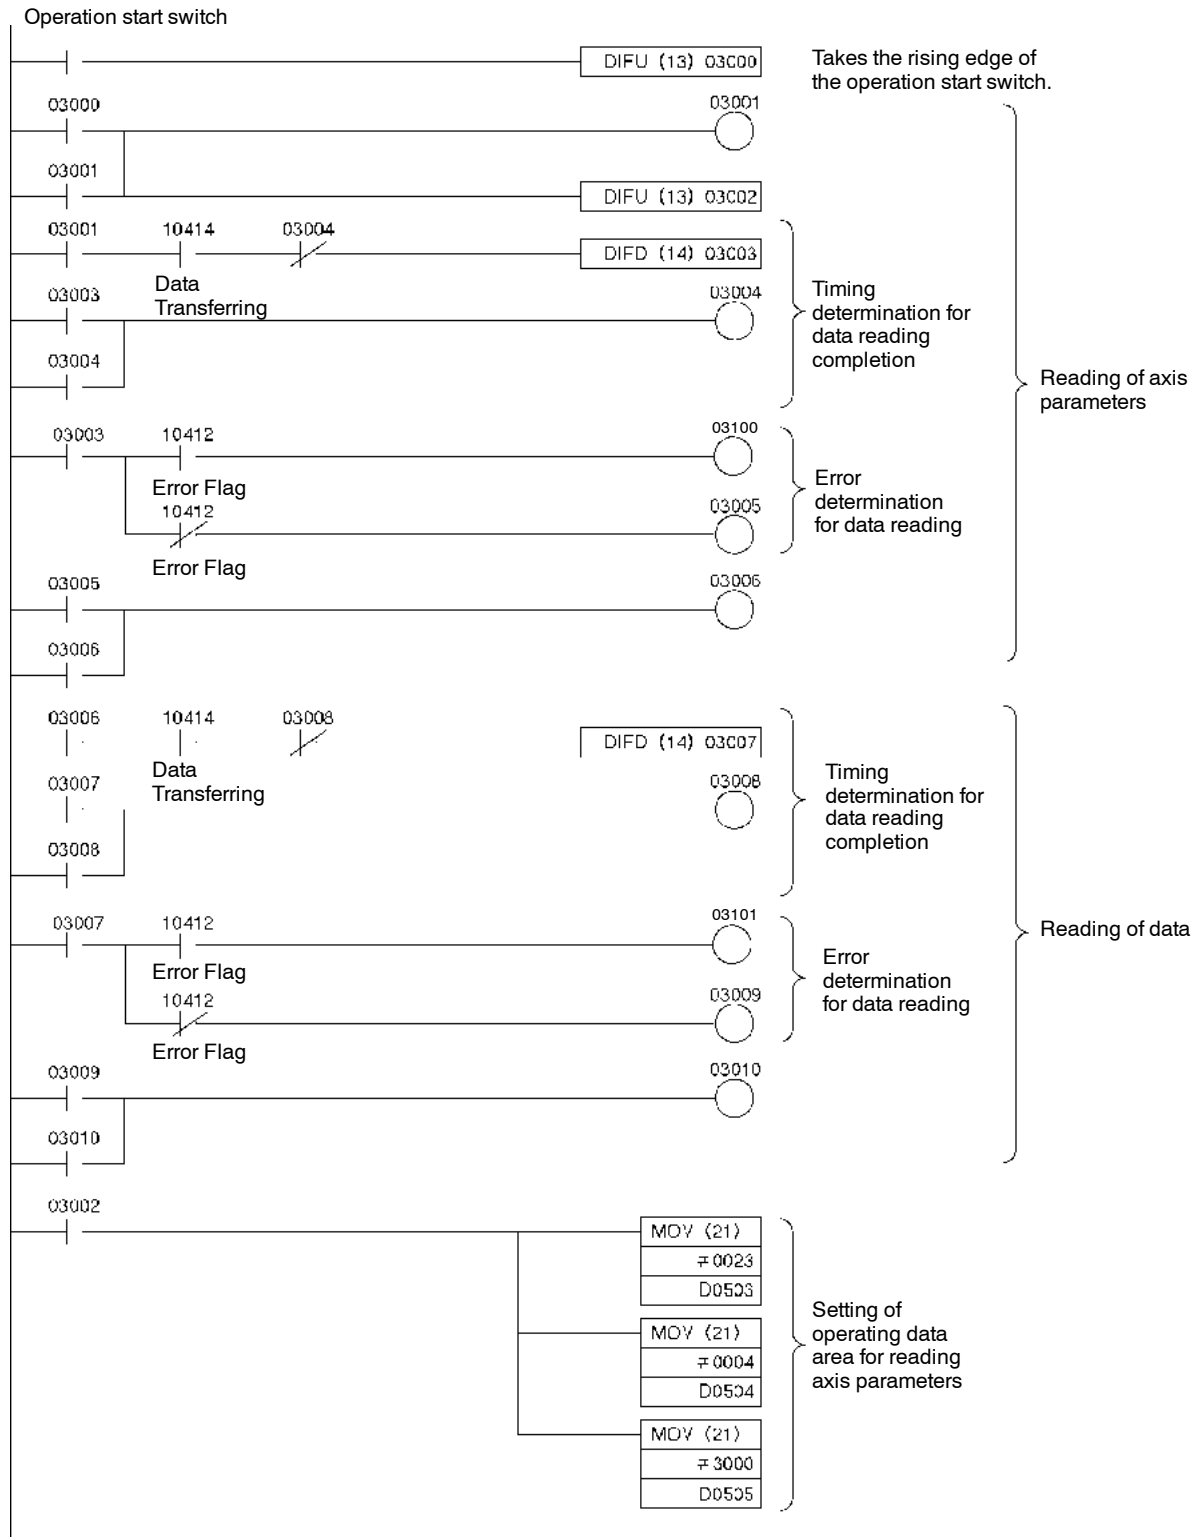 Operation start switch
DIFU (13) 03000
Takes the rising edge of
the operation start switch.
03000
03001
03001
DIFU (13) 03002
03001 10414 03004
DIFD (14) 03003
Data
Transferring
03003
03004
03004
Timing
determination for
data reading
completion
Reading of axis
parameters
03003 10412
03100
Error Flag
10412
03005
Error Flag
Error
determination
for data reading
03005
03006
03006
03006 10414 03008
DIFD (14) 03007
Data
Transferring
03007
03008
03008
Timing
determination for
data reading
completion
03007 10412
03101
Error Flag
10412
03009
Error Flag
Error
determination
for data reading
Reading of data
03009
03010
03010
03002
MOV (21)
#0023
D0503
MOV (21)
#0004
D0504
MOV (21)
#3000
D0505
Setting of
operating data
area for reading
axis parameters